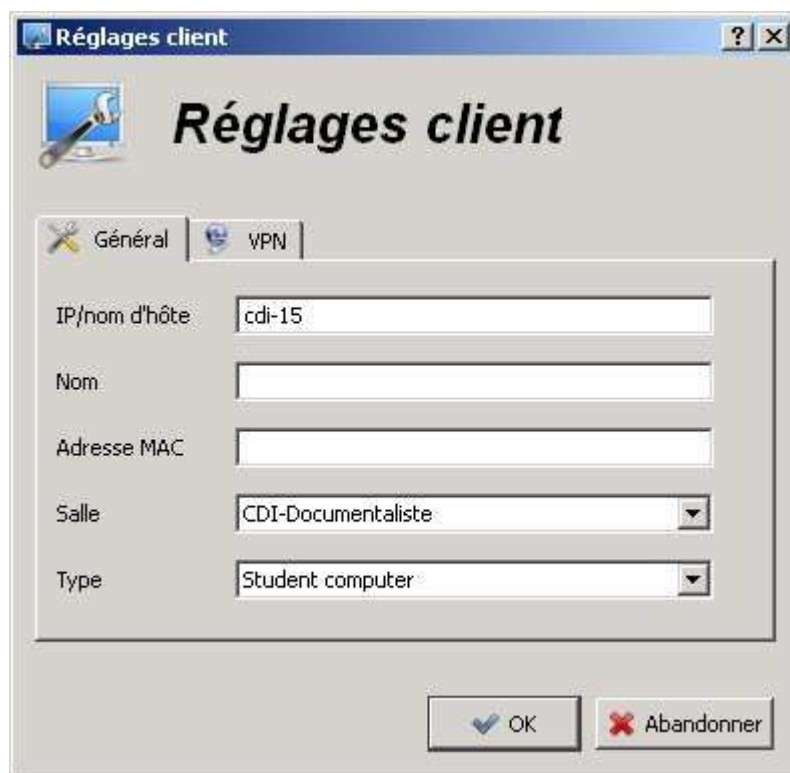 Réglages client
Réglages client
Général VPN
IP/nom d'hôte cdi-15
Nom
Adresse MAC
Salle CDI-Documentaliste
Type Student computer
OK Abandonner